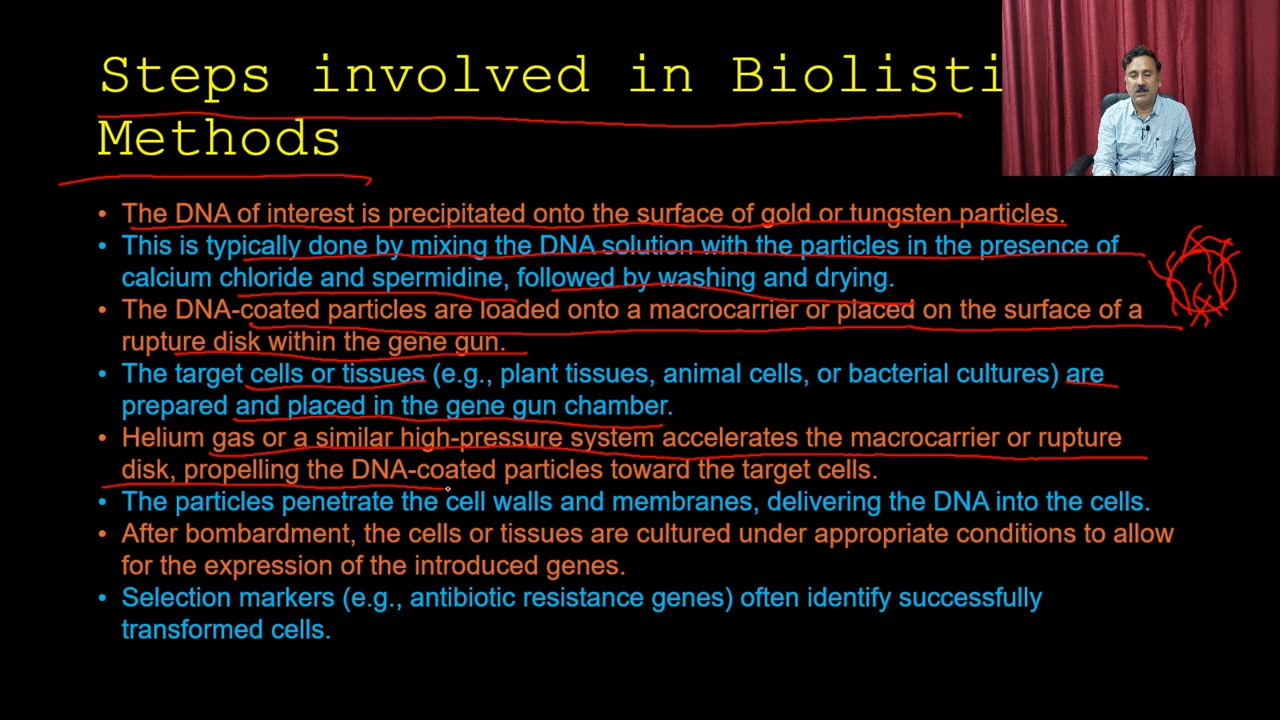 Steps involved in Biolisti
Methods
• The DNA of interest is precipitated onto the surface of gold or tungsten particles.
• This is typically done by mixing the DNA solution with the particles in the presence of
calcium chloride and spermidine, followed by washing and drying.
• The DNA-coated particles are loaded onto a macrocarrier or placed on the surface of a
rupture disk within the gene gun.
• The target cells or tissues (e.g., plant tissues, animal cells, or bacterial cultures) are
prepared and placed in the gene gun chamber.
• Helium gas or a similar high-pressure system accelerates the macrocarrier or rupture
disk, propelling the DNA-coated particles toward the target cells.
• The particles penetrate the cell walls and membranes, delivering the DNA into the cells.
• After bombardment, the cells or tissues are cultured under appropriate conditions to allow
for the expression of the introduced genes.
• Selection markers (e.g., antibiotic resistance genes) often identify successfully
transformed cells.